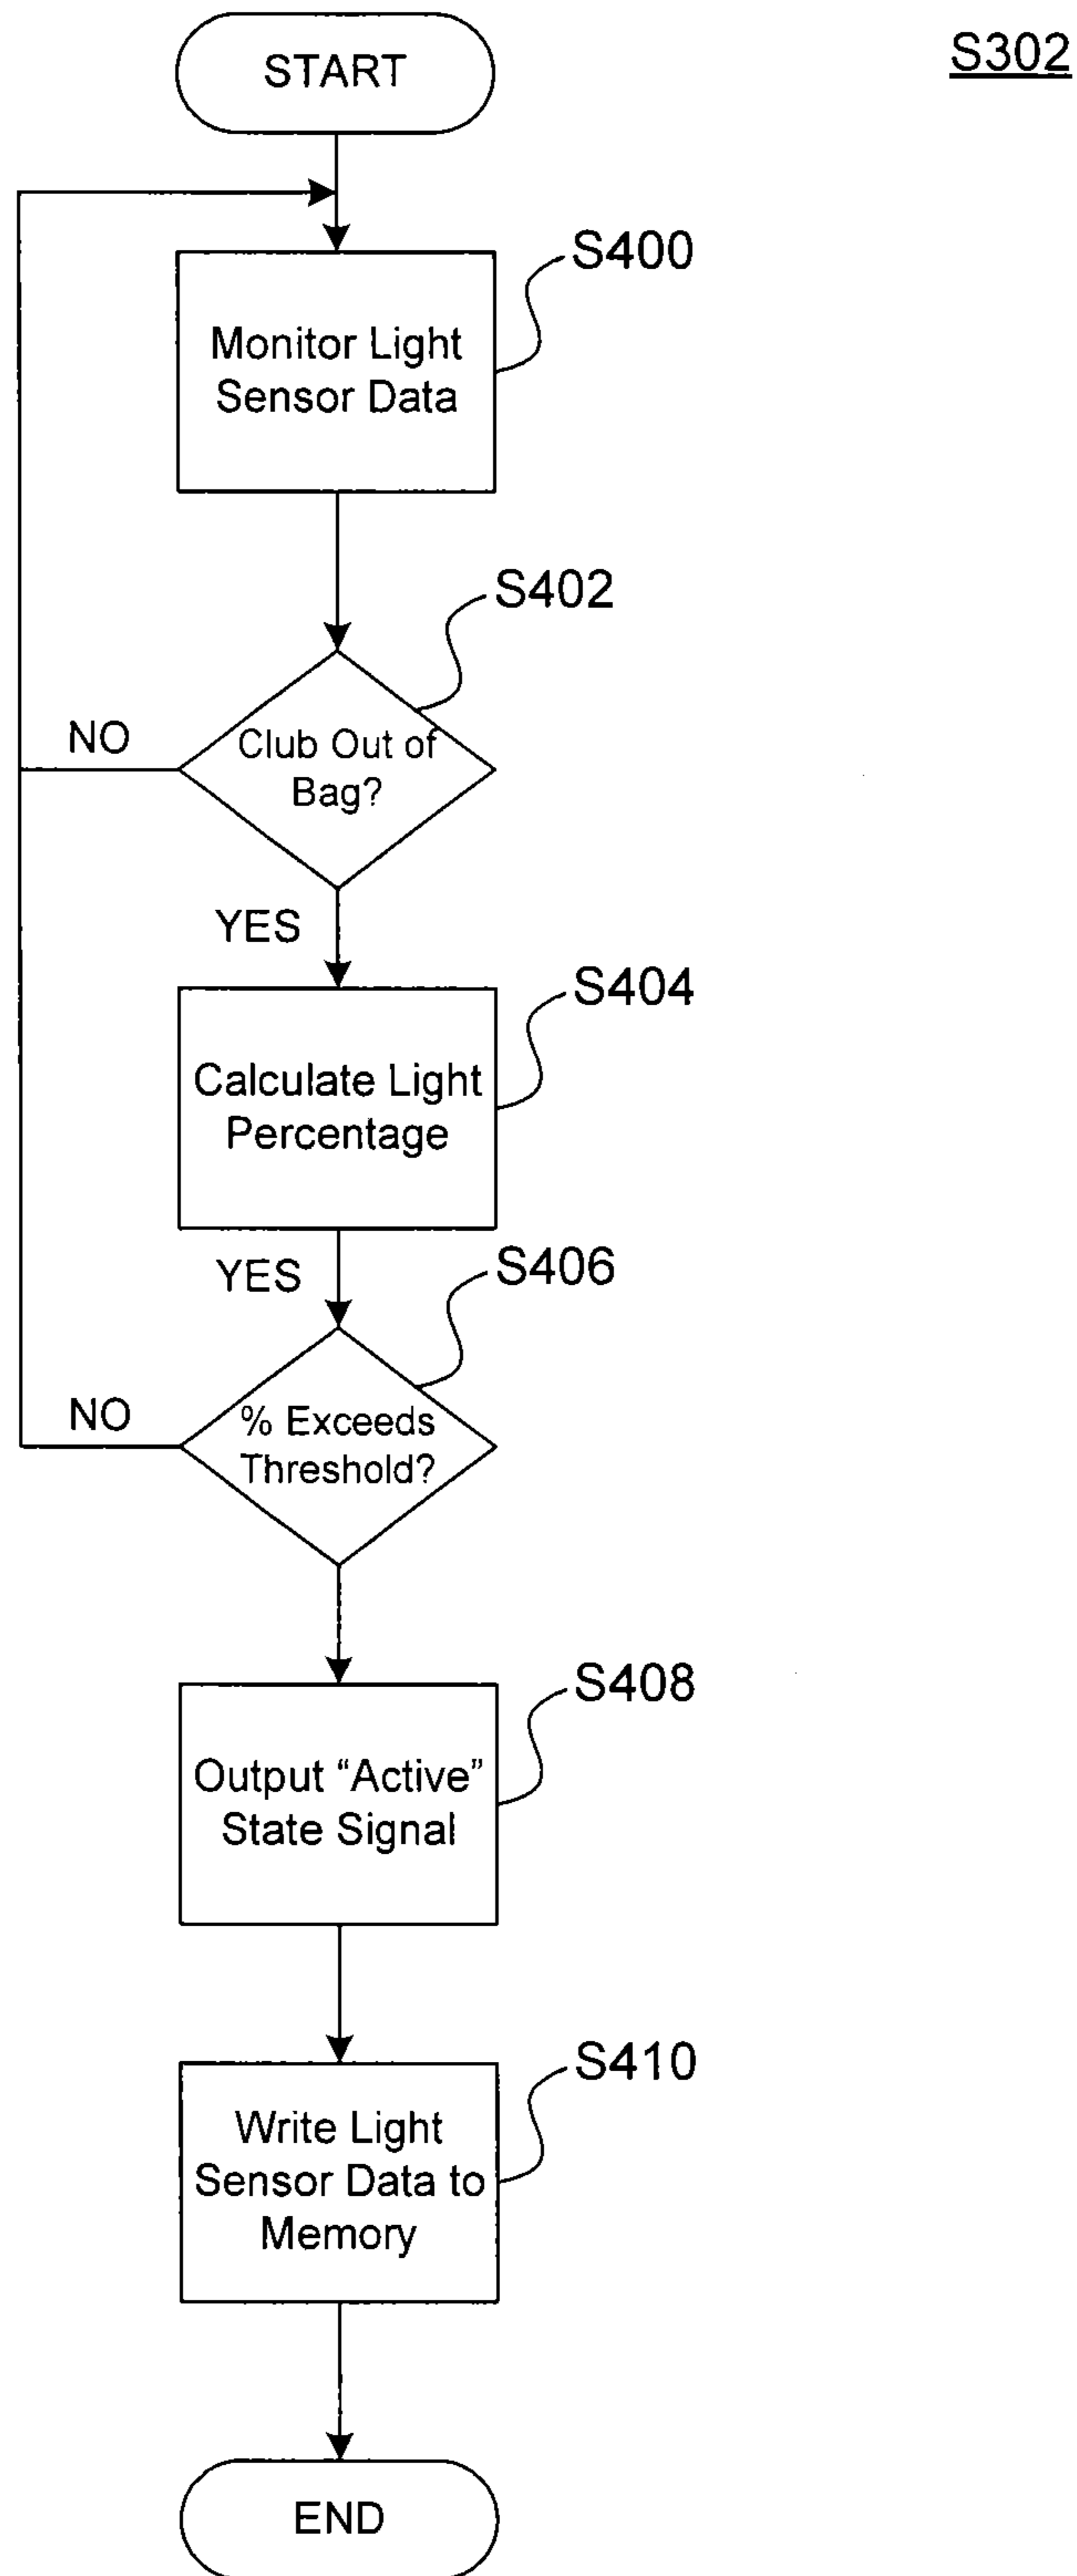 START
S302
S400
Monitor Light
Sensor Data
S402
NO
Club Out of
Bag?
YES
S404
Calculate Light
Percentage
YES
S406
NO
% Exceeds
Threshold?
S408
Output “Active”
State Signal
S410
Write Light
Sensor Data to
Memory
END